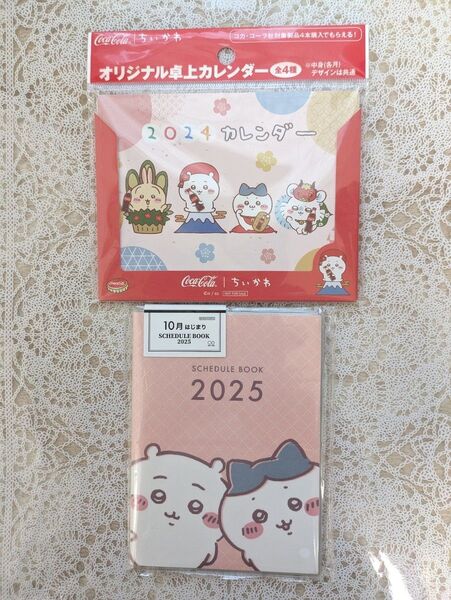 Coca-Cola ちいかわ
コカ・コーラ社対象製品4本購入でもらえる！
オリジナル卓上カレンダー 全4種
※中身（各月）
デザインは共通
2024 カレンダー
Coca-Cola ちいかわ
NOT FOR SALE
10月はじまり
SCHEDULE BOOK
2025
SCHEDULE BOOK
2025